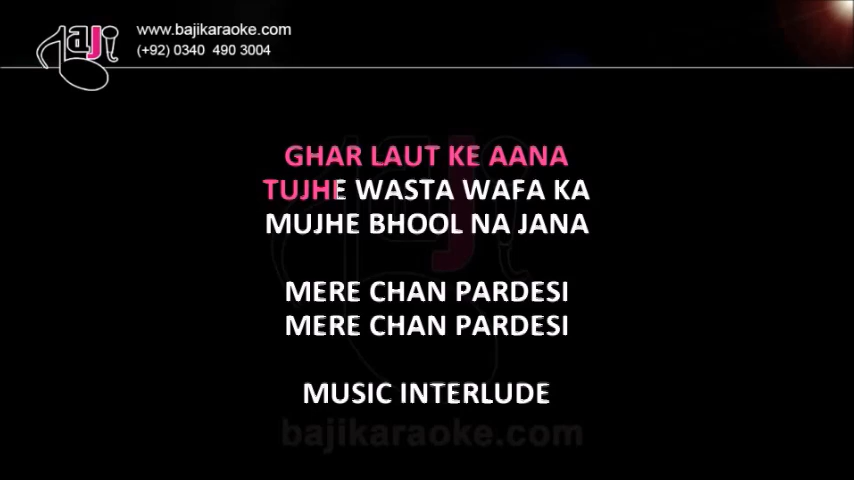 www.bajikaraoke.com
(+92) 0340 490 3004
Baji
GHAR LAUT KE AANA
TUJHE WASTA WAFA KA
MUJHE BHOOL NA JANA
MERE CHAN PARDESI
MERE CHAN PARDESI
MUSIC INTERLUDE
bajikaraoke.com